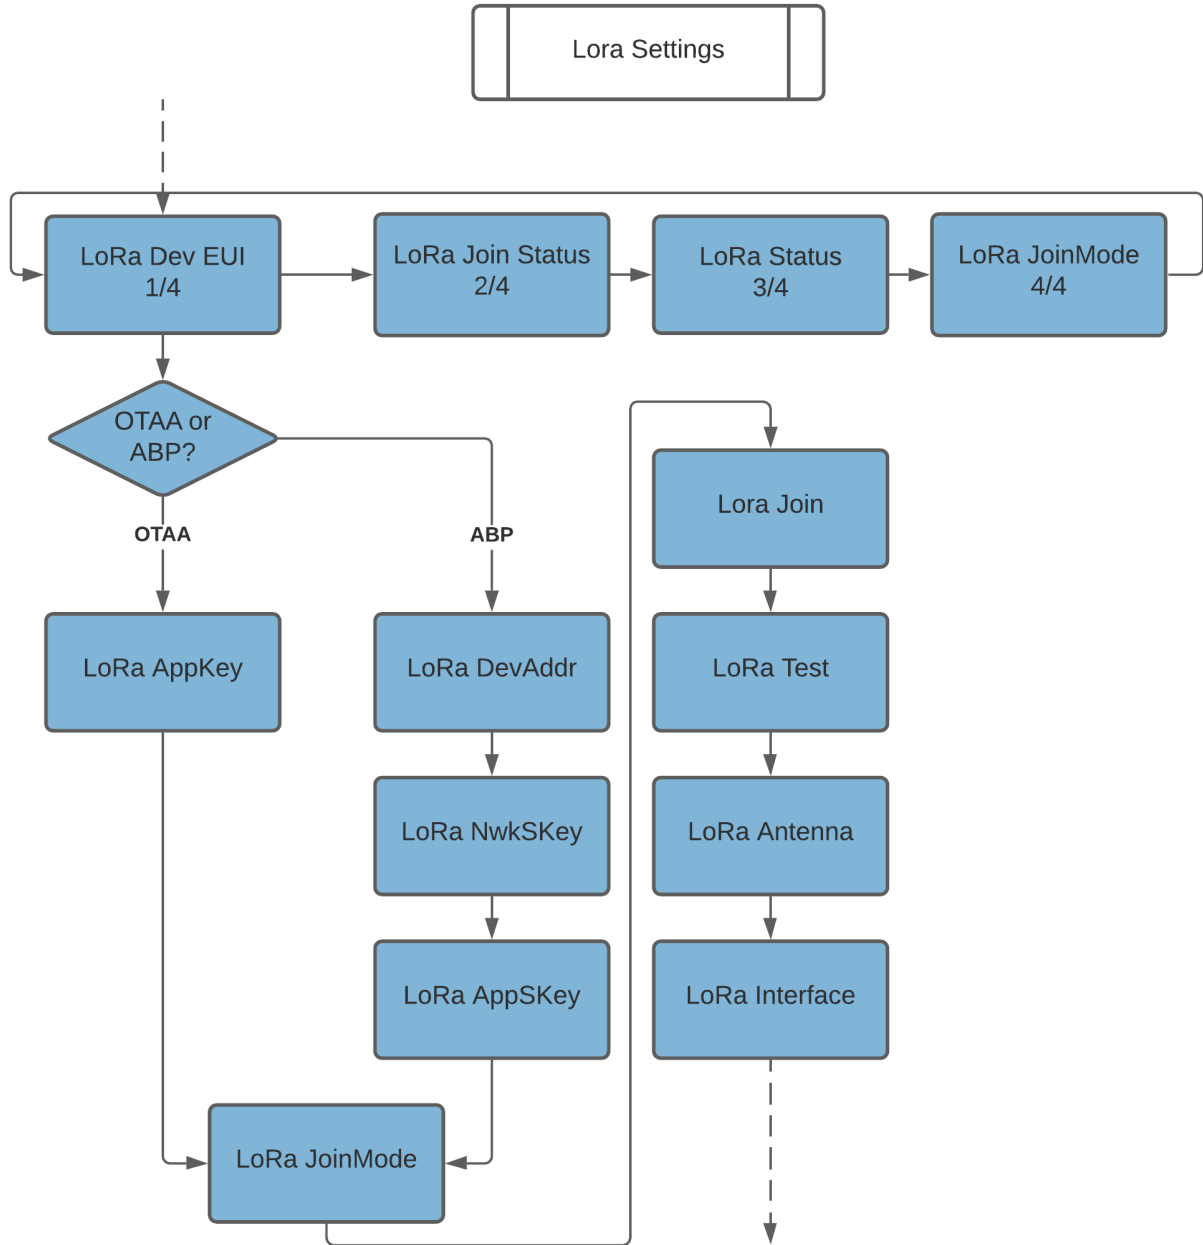 Lora Settings
LoRa Dev EUI
1/4
LoRa Join Status
2/4
LoRa Status
3/4
LoRa JoinMode
4/4
OTAA or
ABP?
OTAA
ABP
Lora Join
LoRa AppKey
LoRa DevAddr
LoRa Test
LoRa NwkSKey
LoRa Antenna
LoRa AppSKey
LoRa Interface
LoRa JoinMode